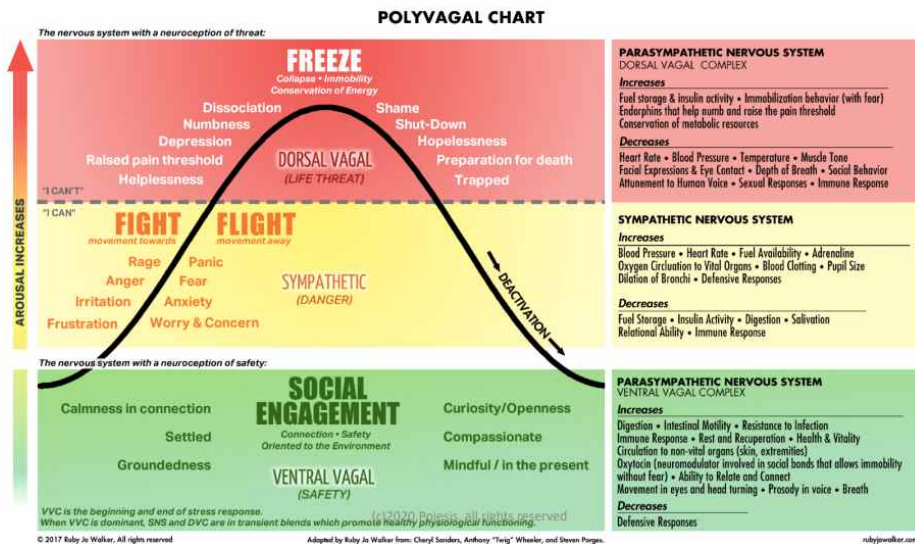 POLYVAGAL CHART
The nervous system with a neuroception of threat:
AROUSAL INCREASES
FREEZE
Collapse • Immobility
Conservation of Energy
Dissociation
Numbness
Depression
Raised pain threshold
Helplessness
Shame
Shut-Down
Hopelessness
Preparation for death
Trapped
DORSAL VAGAL
(LIFE THREAT)
"I CAN'T"
"I CAN"
FIGHT
movement towards
FLIGHT
movement away
Rage
Anger
Irritation
Frustration
Panic
Fear
Anxiety
Worry & Concern
SYMPATHETIC
(DANGER)
DEACTIVATION
The nervous system with a neuroception of safety:
SOCIAL
ENGAGEMENT
Connection • Safety
Oriented to the Environment
Calmness in connection
Settled
Groundedness
Curiosity/Openness
Compassionate
Mindful / in the present
VENTRAL VAGAL
(SAFETY)
VVC is the beginning and end of stress response.
When VVC is dominant, SNS and DVC are in transient blends which promote healthy physiological functioning.
(c)2020 Poiesis, all rights reserved
PARASYMPATHETIC NERVOUS SYSTEM
DORSAL VAGAL COMPLEX
Increases
Fuel storage & insulin activity • Immobilization behavior (with fear)
Endorphins that help numb and raise the pain threshold
Conservation of metabolic resources
Decreases
Heart Rate • Blood Pressure • Temperature • Muscle Tone
Facial Expressions & Eye Contact • Depth of Breath • Social Behavior
Attunement to Human Voice • Sexual Responses • Immune Response
SYMPATHETIC NERVOUS SYSTEM
Increases
Blood Pressure • Heart Rate • Fuel Availability • Adrenaline
Oxygen Circluation to Vital Organs • Blood Clotting • Pupil Size
Dilation of Bronchi • Defensive Responses
Decreases
Fuel Storage • Insulin Activity • Digestion • Salivation
Relational Ability • Immune Response
PARASYMPATHETIC NERVOUS SYSTEM
VENTRAL VAGAL COMPLEX
Increases
Digestion • Intestinal Motility • Resistance to Infection
Immune Response • Rest and Recuperation • Health & Vitality
Circulation to non-vital organs (skin, extremities)
Oxytocin (neuromodulator involved in social bonds that allows immobility
without fear) • Ability to Relate and Connect
Movement in eyes and head turning • Prosody in voice • Breath
Decreases
Defensive Responses
© 2017 Ruby Jo Walker, All rights reserved
Adapted by Ruby Jo Walker from: Cheryl Sanders, Anthony "Twig" Wheeler, and Steven Porges.
rubyjowalker.com